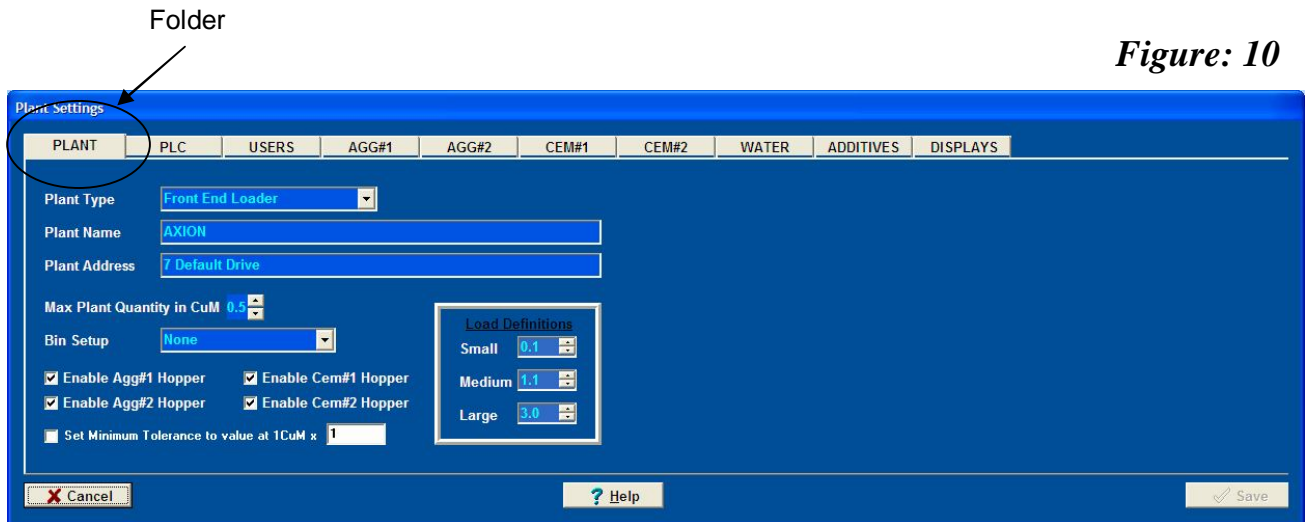 Folder
Figure: 10
Plant Settings
PLANT PLC USERS AGG#1 AGG#2 CEM#1 CEM#2 WATER ADDITIVES DISPLAYS
Plant Type Front End Loader
Plant Name AXION
Plant Address 7 Default Drive
Max Plant Quantity in CuM 0.5
Bin Setup None
Load Definitions
Small 0.1
Medium 1.1
Large 3.0
Enable Agg#1 Hopper Enable Cem#1 Hopper
Enable Agg#2 Hopper Enable Cem#2 Hopper
Set Minimum Tolerance to value at 1CuM x 1
Cancel ? Help Save